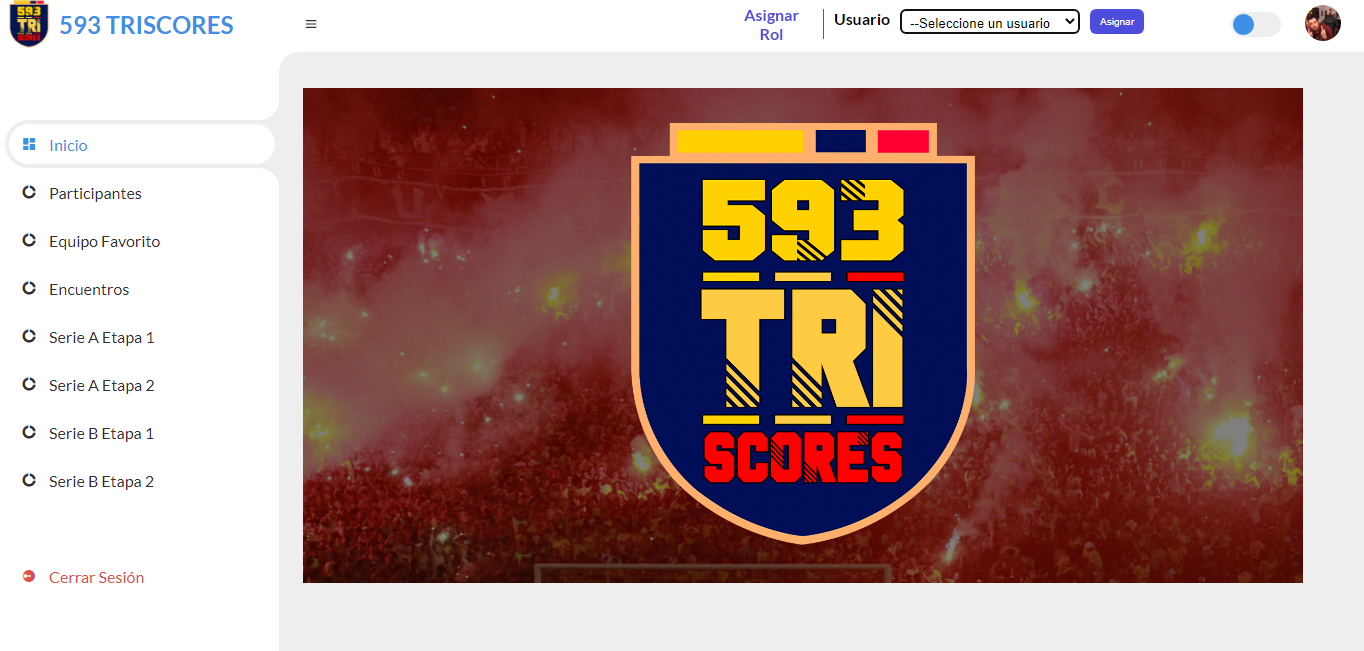 593 TRISCORES
Asignar
Rol
Usuario
--Seleccione un usuario
Asignar
Inicio
Participantes
Equipo Favorito
Encuentros
Serie A Etapa 1
Serie A Etapa 2
Serie B Etapa 1
Serie B Etapa 2
Cerrar Sesión
593
TRI
SCORES
593
TRI
SCORES